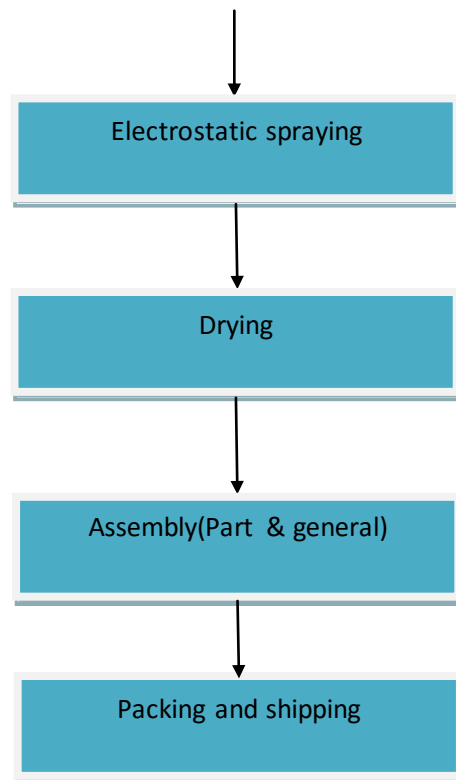 Electrostatic spraying
Drying
Assembly(Part & general)
Packing and shipping